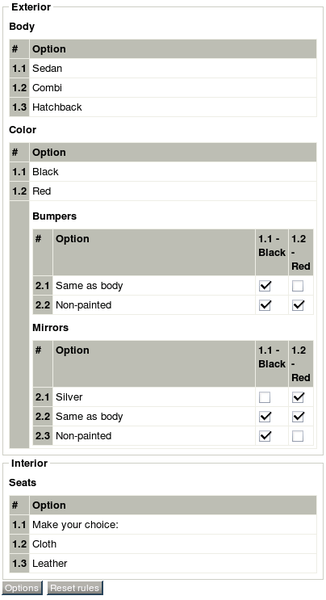 Exterior
Body
# Option
1.1 Sedan
1.2 Combi
1.3 Hatchback
Color
# Option
1.1 Black
1.2 Red
Bumpers
# Option 1.1 - Black 1.2 - Red
2.1 Same as body
2.2 Non-painted
Mirrors
# Option 1.1 - Black 1.2 - Red
2.1 Silver
2.2 Same as body
2.3 Non-painted
Interior
Seats
# Option
1.1 Make your choice:
1.2 Cloth
1.3 Leather
Options Reset rules